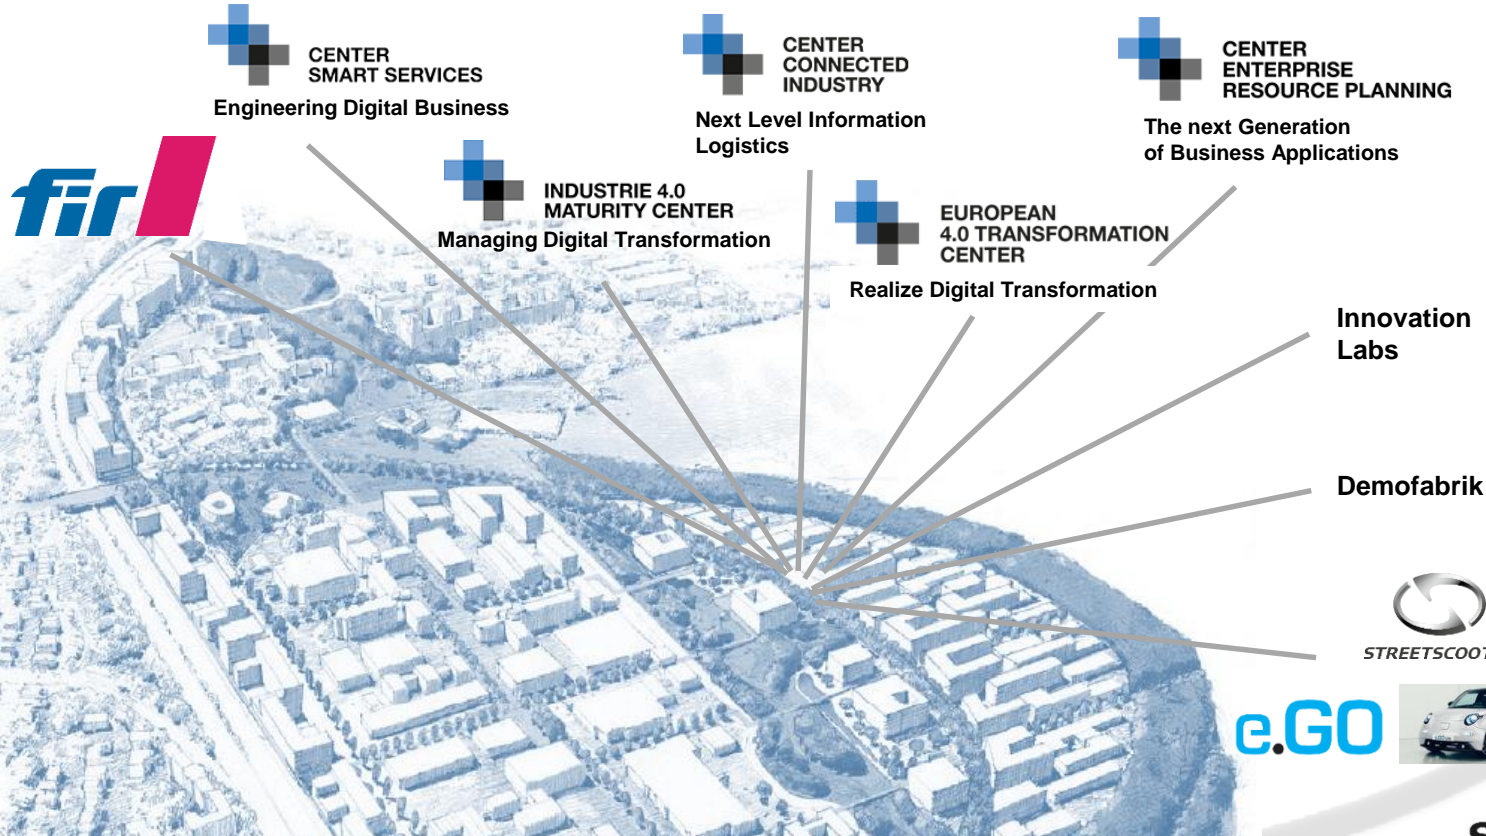 CENTER
SMART SERVICES
Engineering Digital Business
CENTER
CONNECTED
INDUSTRY
Next Level Information
Logistics
CENTER
ENTERPRISE
RESOURCE PLANNING
The next Generation
of Business Applications
fir
INDUSTRIE 4.0
MATURITY CENTER
Managing Digital Transformation
EUROPEAN
4.0 TRANSFORMATION
CENTER
Realize Digital Transformation
Innovation
Labs
Demofabrik
STREETSCOOT
e.GO